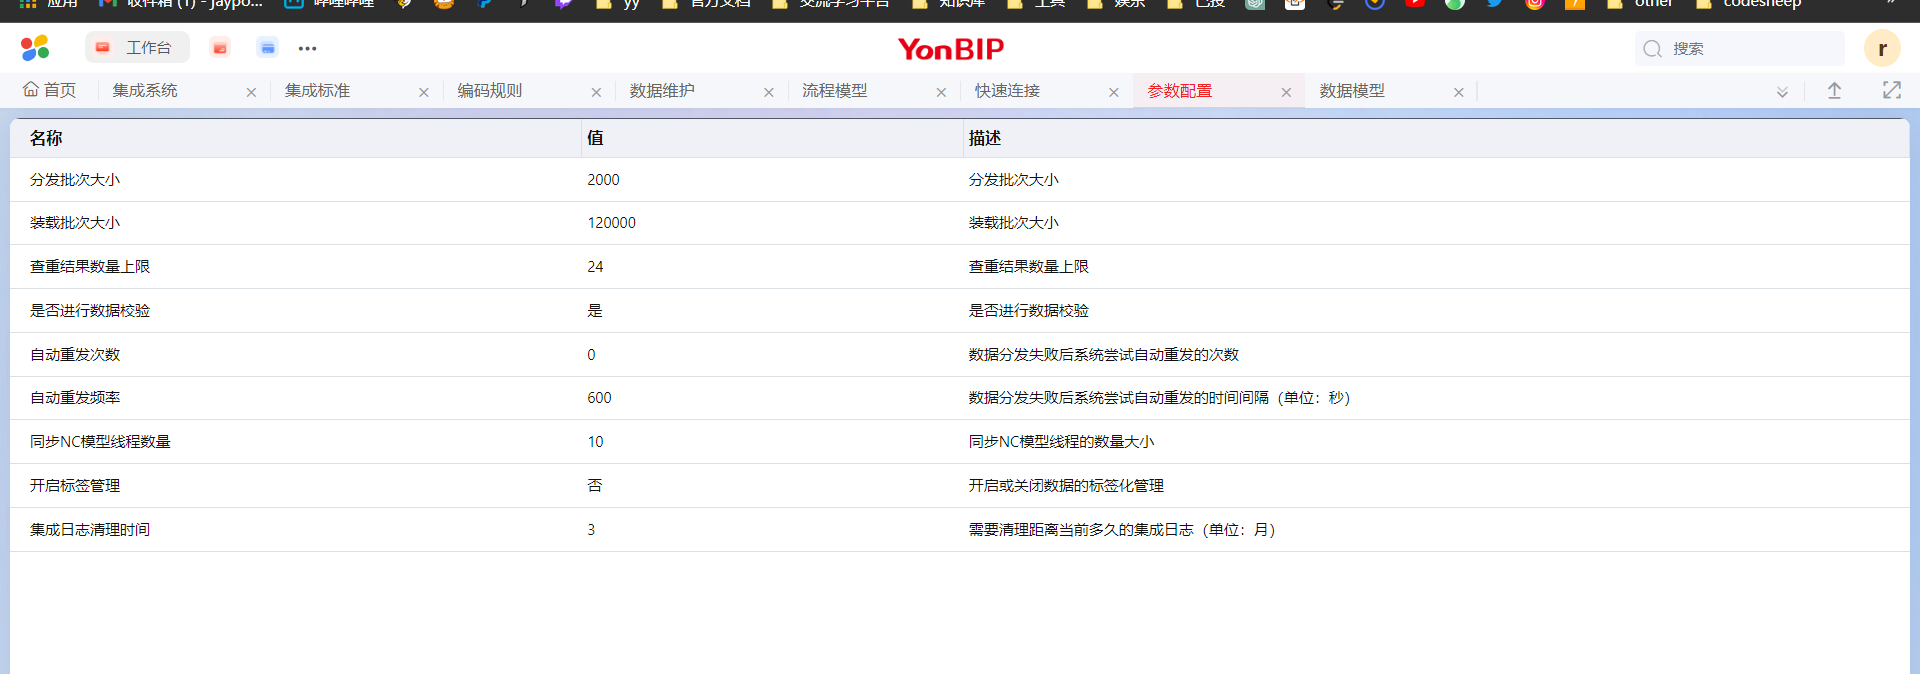 应用 收件箱 (1) - jaypo... 哔哩哔哩 yy 官方文档 交流学习平台 知识库 工具 娱乐 已投 other codesheep »
工作台 ••• YonBIP 搜索 r
首页 集成系统 集成标准 编码规则 数据维护 流程模型 快速连接 参数配置 数据模型
名称 值 描述
分发批次大小 2000 分发批次大小
装载批次大小 120000 装载批次大小
查重结果数量上限 24 查重结果数量上限
是否进行数据校验 是 是否进行数据校验
自动重发次数 0 数据分发失败后系统尝试自动重发的次数
自动重发频率 600 数据分发失败后系统尝试自动重发的时间间隔（单位：秒）
同步NC模型线程数量 10 同步NC模型线程的数量大小
开启标签管理 否 开启或关闭数据的标签化管理
集成日志清理时间 3 需要清理距离当前多久的集成日志（单位：月）